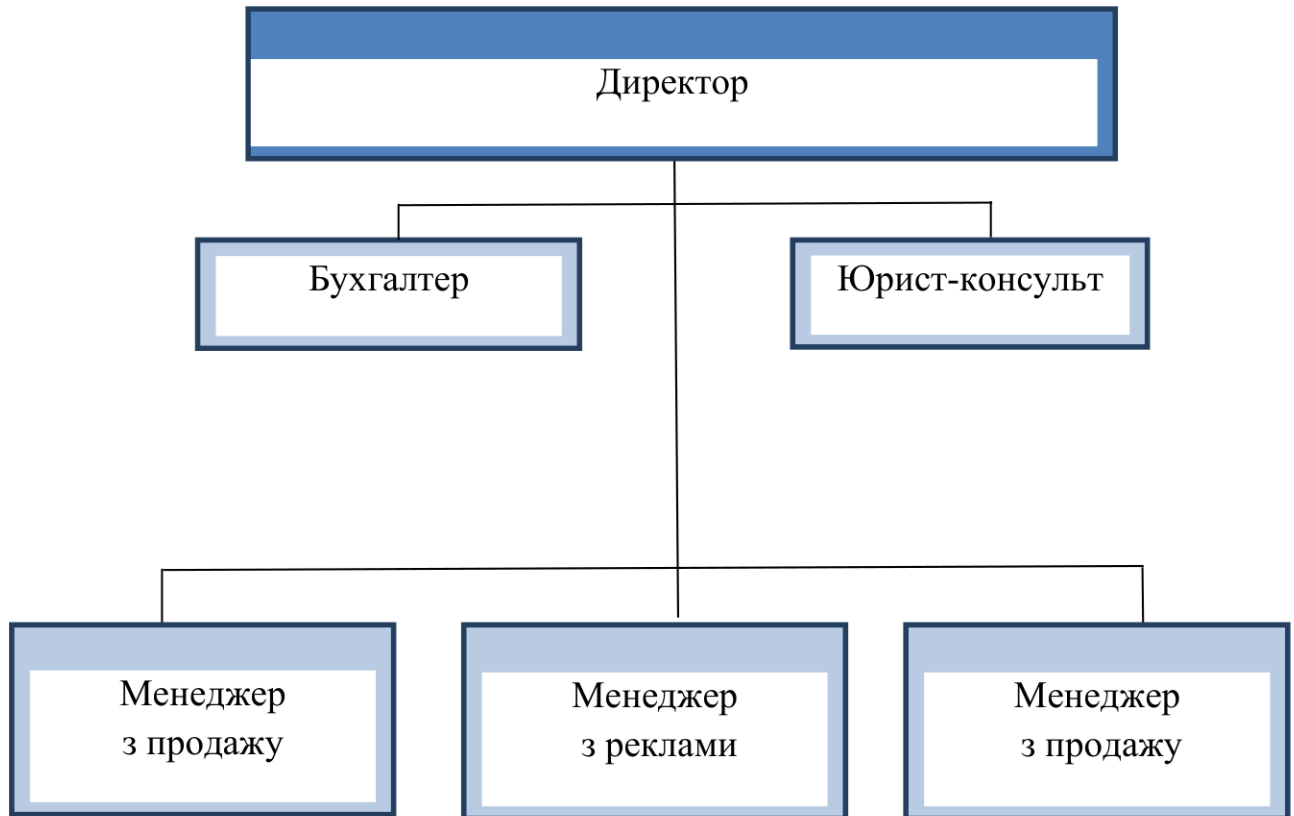 Директор
Бухгалтер
Юрист-консульт
Менеджер
з продажу
Менеджер
з реклами
Менеджер
з продажу